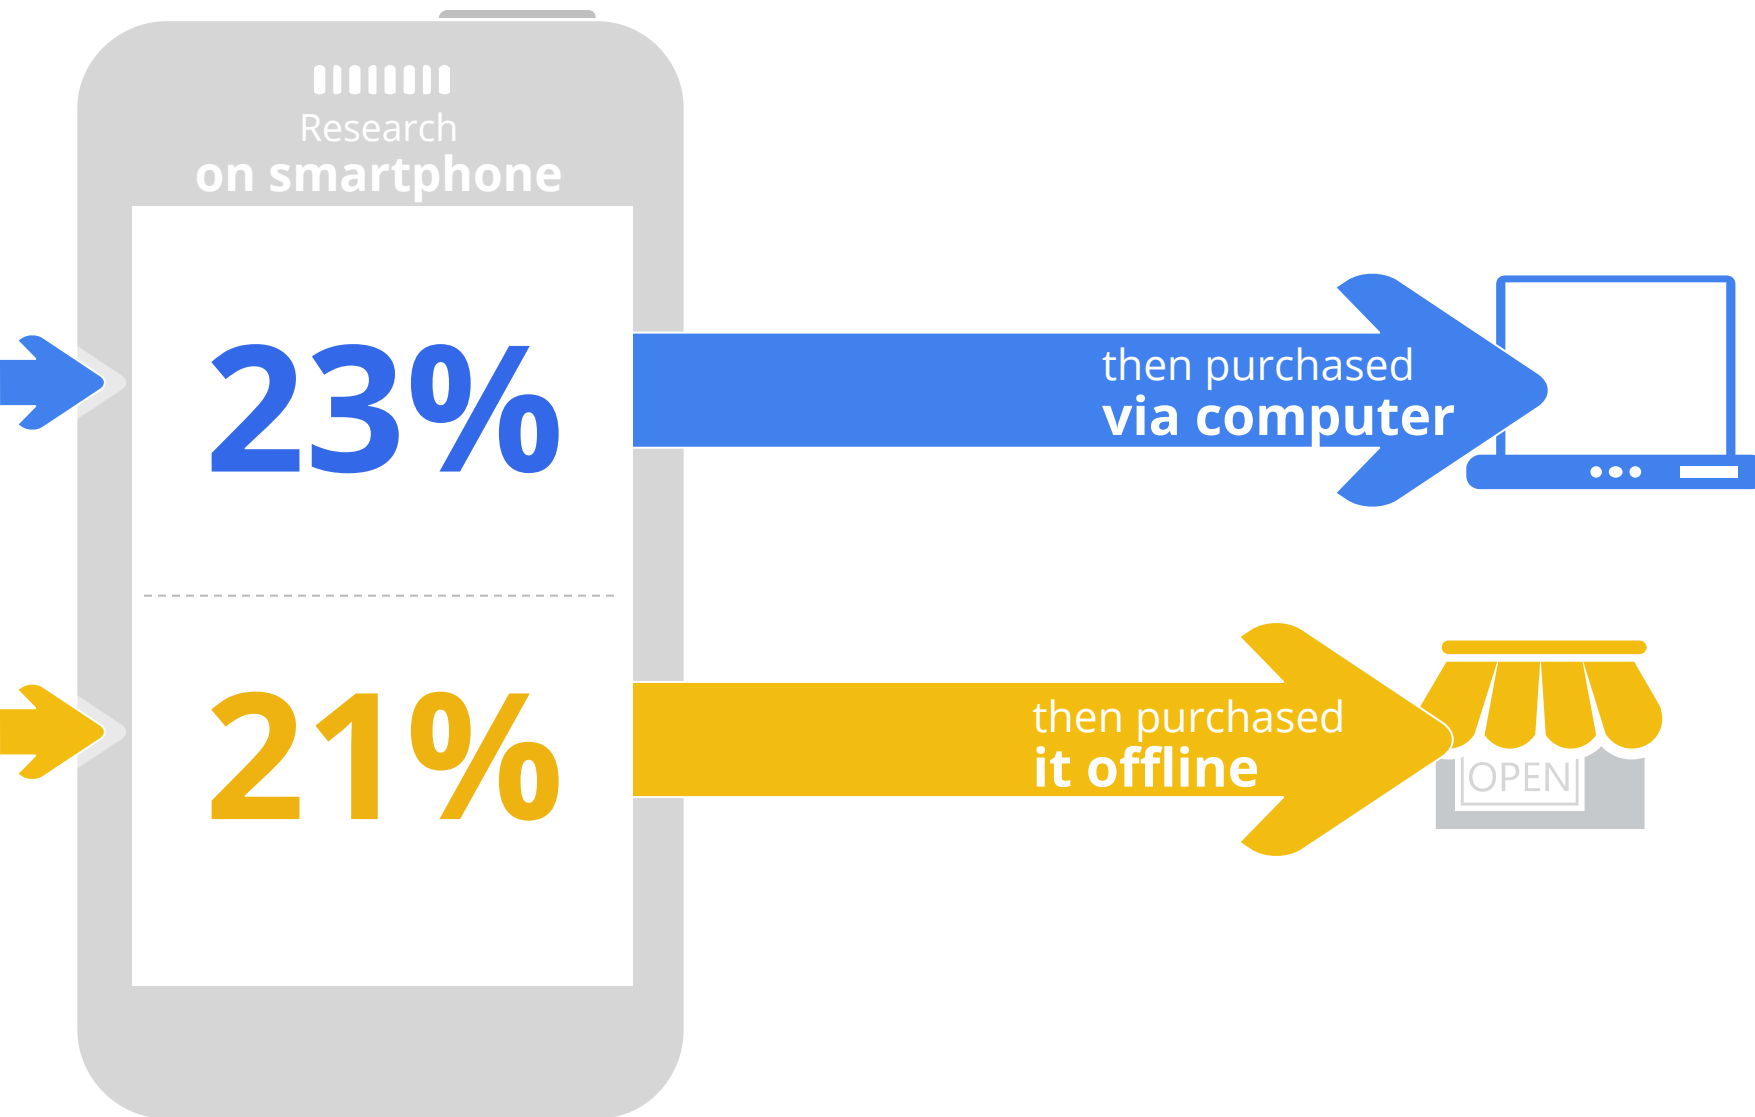 Research
on smartphone
23%
then purchased
via computer
21%
then purchased
it offline
OPEN